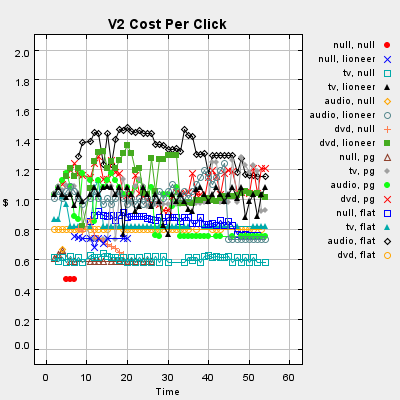 V2 Cost Per Click
2.0
1.8
1.6
1.4
1.2
1.0
0.8
0.6
0.4
0.2
0.0
$
0
10
20
30
40
50
60
Time
null, null
null, lioneer
tv, null
tv, lioneer
audio, null
audio, lioneer
dvd, null
dvd, lioneer
null, pg
tv, pg
audio, pg
dvd, pg
null, flat
tv, flat
audio, flat
dvd, flat